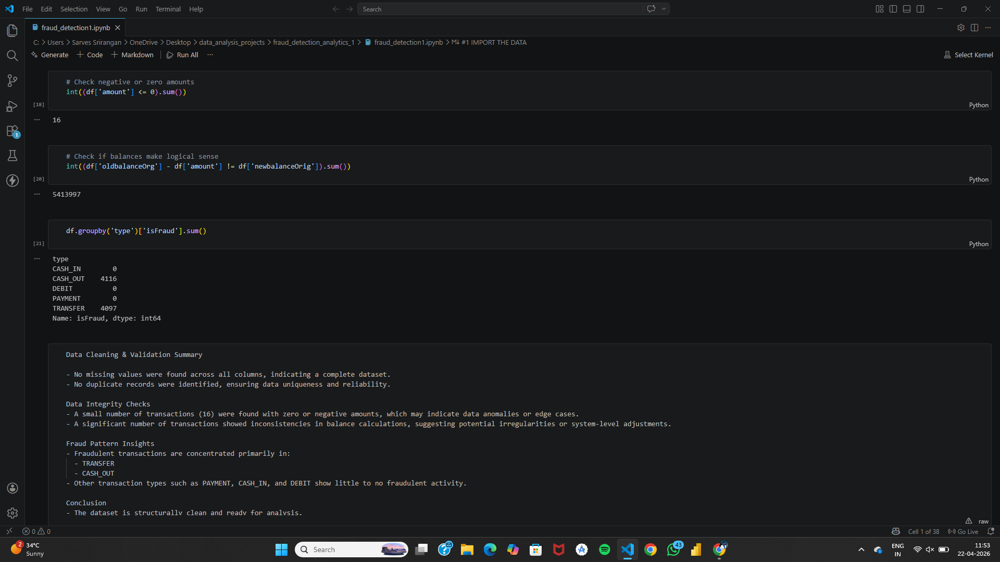 File Edit Selection View Go Run Terminal Help
Search
fraud_detection1.ipynb
C: > Users > Sarves Srirangan > OneDrive > Desktop > data_analysis_projects > fraud_detection_analytics_1 > fraud_detection1.ipynb > M↓ #1 IMPORT THE DATA
Generate + Code + Markdown Run All ... Select Kernel
# Check negative or zero amounts
int((df['amount'] <= 0).sum())
[18]
Python
16
# Check if balances make logical sense
int((df['oldbalanceOrg'] - df['amount'] != df['newbalanceOrig']).sum())
[20]
Python
5413997
df.groupby('type')['isFraud'].sum()
[21]
Python
type
CASH_IN 0
CASH_OUT 4116
DEBIT 0
PAYMENT 0
TRANSFER 4097
Name: isFraud, dtype: int64
Data Cleaning & Validation Summary
- No missing values were found across all columns, indicating a complete dataset.
- No duplicate records were identified, ensuring data uniqueness and reliability.
Data Integrity Checks
- A small number of transactions (16) were found with zero or negative amounts, which may indicate data anomalies or edge cases.
- A significant number of transactions showed inconsistencies in balance calculations, suggesting potential irregularities or system-level adjustments.
Fraud Pattern Insights
- Fraudulent transactions are concentrated primarily in:
- TRANSFER
- CASH_OUT
- Other transaction types such as PAYMENT, CASH_IN, and DEBIT show little to no fraudulent activity.
Conclusion
- The dataset is structurally clean and ready for analysis.
raw
1
0 0
Cell 1 of 38 Go Live
2
34°C
Sunny
Search
43
ENG
IN
11:53
22-04-2026